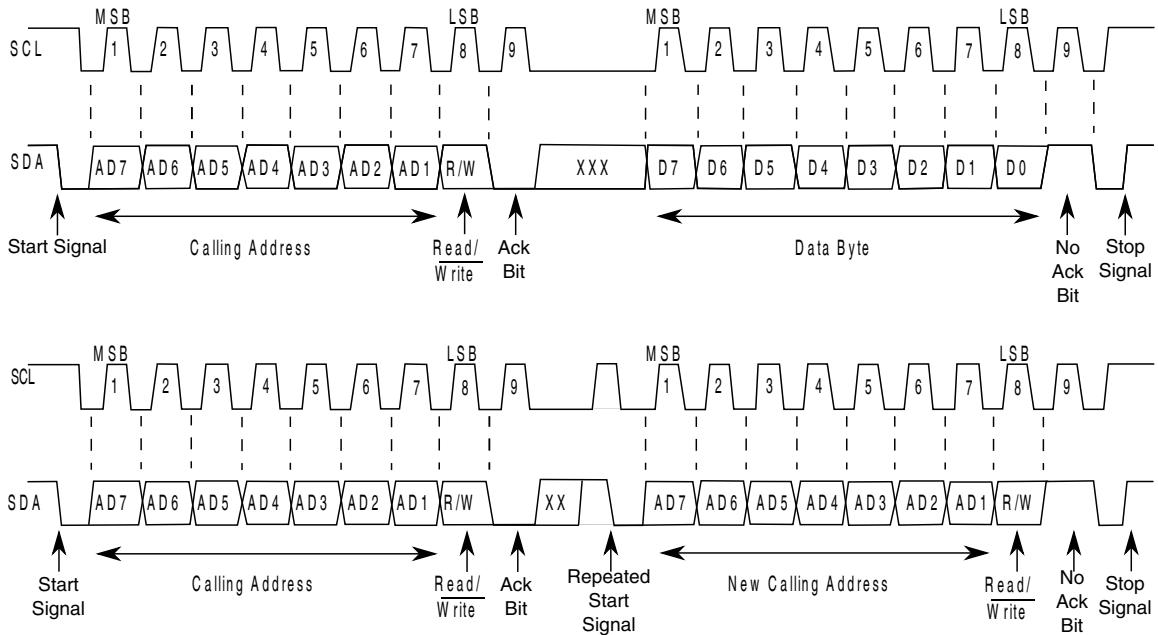 MSB LSB MSB LSB
SCL 1 2 3 4 5 6 7 8 9 1 2 3 4 5 6 7 8 9
SDA AD7 AD6 AD5 AD4 AD3 AD2 AD1 R/W XXX D7 D6 D5 D4 D3 D2 D1 D0
Start Signal Calling Address Read/ Ack Data Byte No Stop
Write Bit Ack Signal
Bit
MSB LSB MSB LSB
SCL 1 2 3 4 5 6 7 8 9 1 2 3 4 5 6 7 8 9
SDA AD7 AD6 AD5 AD4 AD3 AD2 AD1 R/W XX AD7 AD6 AD5 AD4 AD3 AD2 AD1 R/W
Start Calling Address Read/ Ack Repeated New Calling Address Read/ No Stop
Signal Write Bit Start Write Ack Signal
Signal Bit